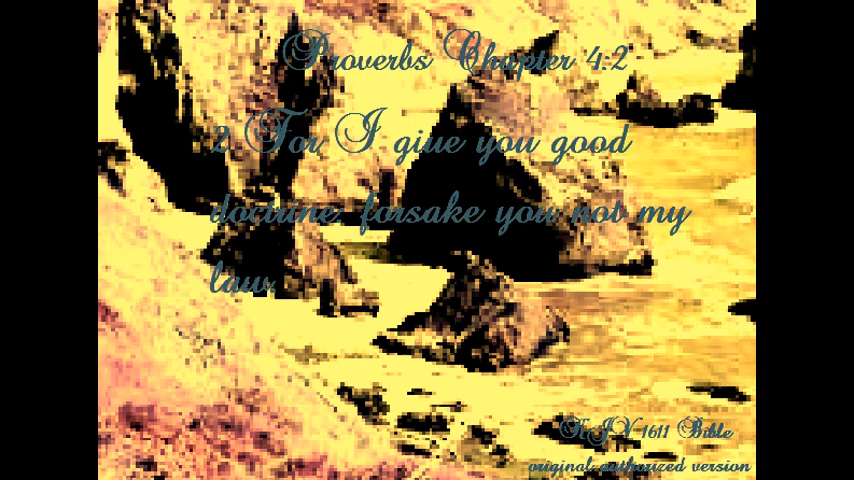 Proverbs Chapter 4:2
2 For I giue you good
doctrine: forsake you not my
law.
KJV 1611 Bible
original authorized version